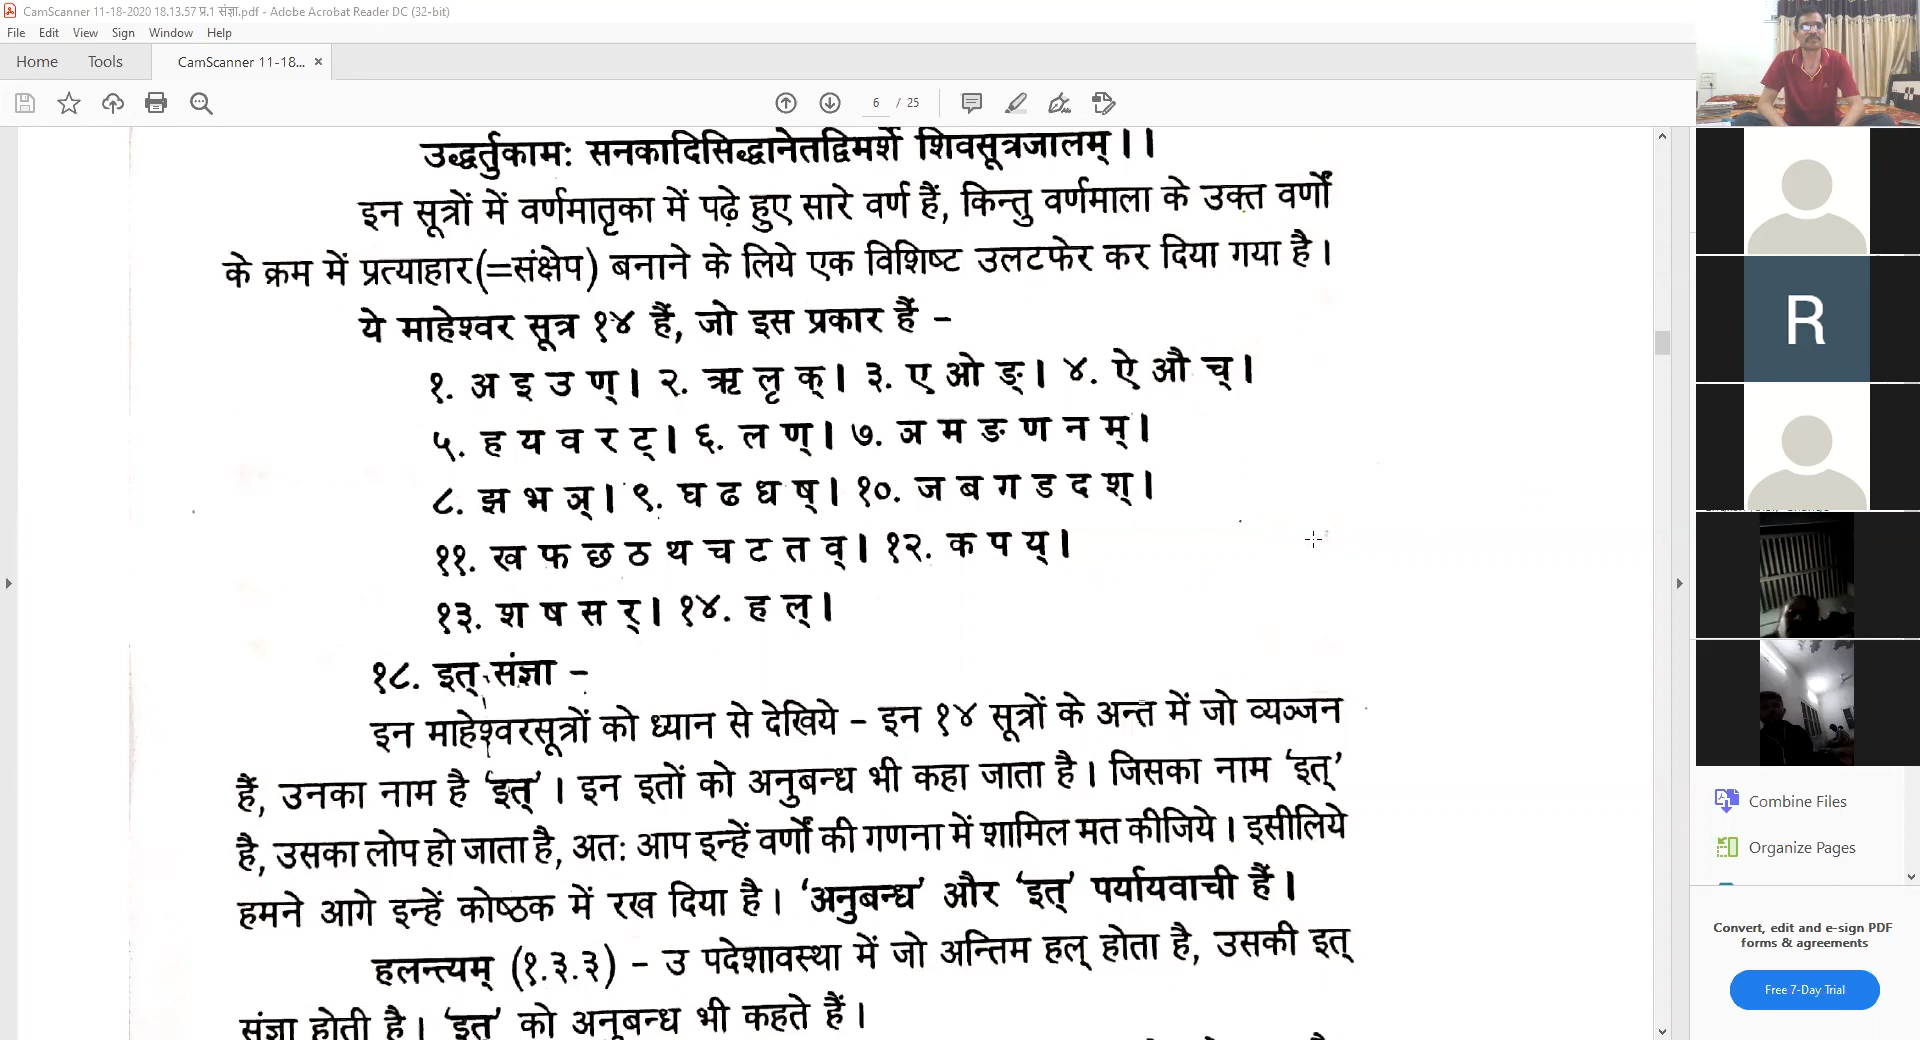 CamScanner 11-18-2020 18.13.57 प्र.1 संज्ञा.pdf - Adobe Acrobat Reader DC (32-bit)
File Edit View Sign Window Help
Home Tools CamScanner 11-18... ×
6 / 25
उद्धर्तुकामः सनकादिसिद्धानेतद्विमर्शे शिवसूत्रजालम्।।
इन सूत्रों में वर्णमातृका में पढ़े हुए सारे वर्ण हैं, किन्तु वर्णमाला के उक्त वर्णों
के क्रम में प्रत्याहार(=संक्षेप) बनाने के लिये एक विशिष्ट उलटफेर कर दिया गया है।
ये माहेश्वर सूत्र १४ हैं, जो इस प्रकार हैं –
१. अ इ उ ण्। २. ऋ लृ क्। ३. ए ओ ङ्। ४. ऐ औ च्।
५. ह य व र ट्। ६. ल ण्। ७. ञ म ङ ण न म्।
८. झ भ ञ्। ९. घ ढ ध ष्। १०. ज ब ग ड द श्।
११. ख फ छ ठ थ च ट त व्। १२. क प य्।
१३. श ष स र्। १४. ह ल्।
१८. इत् संज्ञा –
इन माहेश्वरसूत्रों को ध्यान से देखिये – इन १४ सूत्रों के अन्त में जो व्यञ्जन
हैं, उनका नाम है ‘इत्’ । इन इतों को अनुबन्ध भी कहा जाता है। जिसका नाम ‘इत्’
है, उसका लोप हो जाता है, अतः आप इन्हें वर्णों की गणना में शामिल मत कीजिये। इसीलिये
हमने आगे इन्हें कोष्ठक में रख दिया है। ‘अनुबन्ध’ और ‘इत्’ पर्यायवाची हैं।
हलन्त्यम् (१.३.३) – उ पदेशावस्था में जो अन्तिम हल् होता है, उसकी इत्
संज्ञा होती है। ‘इत्’ को अनुबन्ध भी कहते हैं।
R
Combine Files
Organize Pages
Convert, edit and e-sign PDF
forms & agreements
Free 7-Day Trial